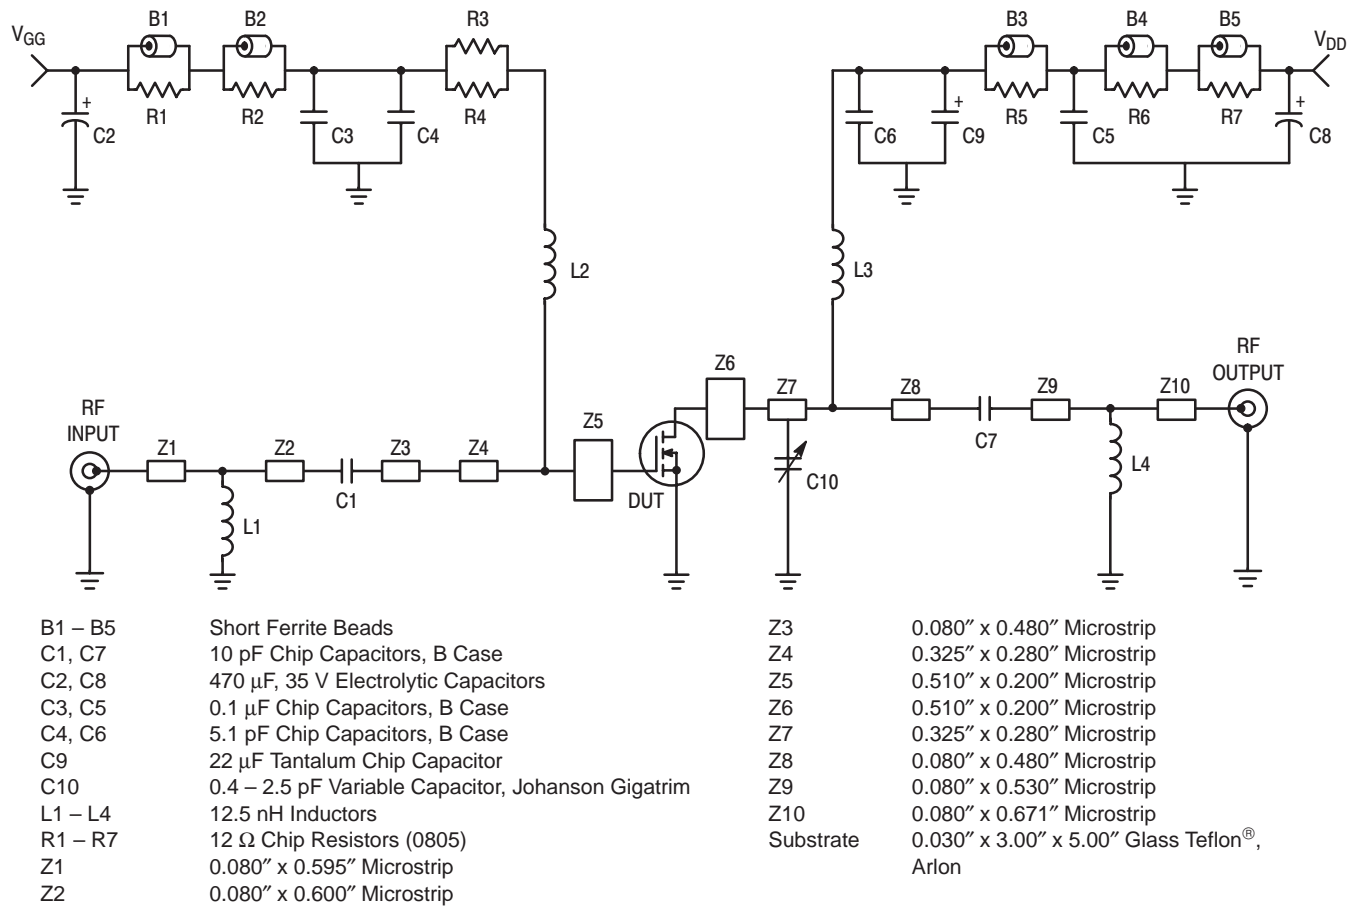 B1
B2
R3
B3
B4
B5
VGG
VDD
+
R1
R2
R4
R5
R6
R7
+
+
C2
C3
C4
C6
C9
C5
C8
L2
L3
Z6
RF
OUTPUT
Z7
Z8
Z9
Z10
RF
INPUT
Z5
Z1
Z2
Z3
Z4
C7
L4
C1
DUT
C10
L1
B1 – B5 Short Ferrite Beads
C1, C7 10 pF Chip Capacitors, B Case
C2, C8 470 μF, 35 V Electrolytic Capacitors
C3, C5 0.1 μF Chip Capacitors, B Case
C4, C6 5.1 pF Chip Capacitors, B Case
C9 22 μF Tantalum Chip Capacitor
C10 0.4 – 2.5 pF Variable Capacitor, Johanson Gigatrim
L1 – L4 12.5 nH Inductors
R1 – R7 12 Ω Chip Resistors (0805)
Z1 0.080″ x 0.595″ Microstrip
Z2 0.080″ x 0.600″ Microstrip
Z3 0.080″ x 0.480″ Microstrip
Z4 0.325″ x 0.280″ Microstrip
Z5 0.510″ x 0.200″ Microstrip
Z6 0.510″ x 0.200″ Microstrip
Z7 0.325″ x 0.280″ Microstrip
Z8 0.080″ x 0.480″ Microstrip
Z9 0.080″ x 0.530″ Microstrip
Z10 0.080″ x 0.671″ Microstrip
Substrate 0.030″ x 3.00″ x 5.00″ Glass Teflon®,
Arlon